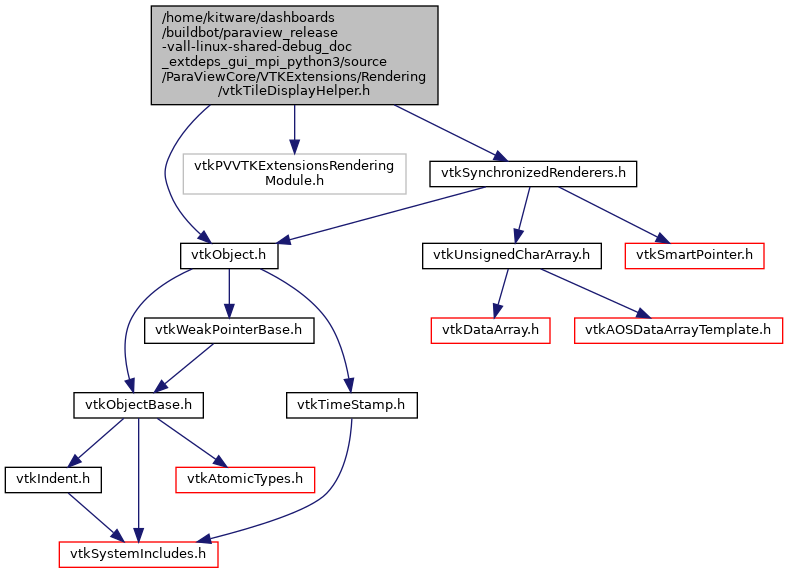 /home/kitware/dashboards
/buildbot/paraview_release
-vall-linux-shared-debug_doc
_extdeps_gui_mpi_python3/source
/ParaViewCore/VTKExtensions/Rendering
/vtkTileDisplayHelper.h
vtkPVVTKExtensionsRendering
Module.h
vtkSynchronizedRenderers.h
vtkObject.h
vtkUnsignedCharArray.h
vtkSmartPointer.h
vtkWeakPointerBase.h
vtkDataArray.h
vtkAOSDataArrayTemplate.h
vtkObjectBase.h
vtkTimeStamp.h
vtkIndent.h
vtkAtomicTypes.h
vtkSystemIncludes.h